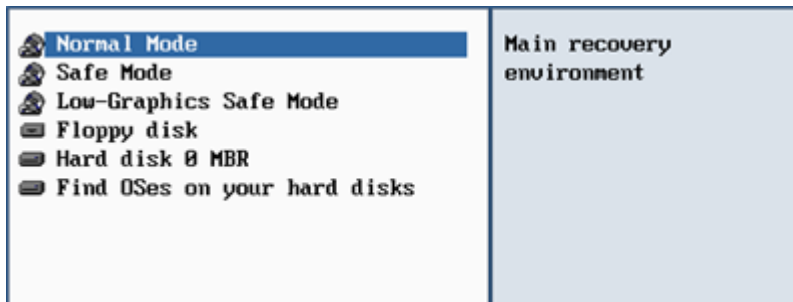 Normal Mode
Safe Mode
Low-Graphics Safe Mode
Floppy disk
Hard disk 0 MBR
Find OSes on your hard disks
Main recovery
environment